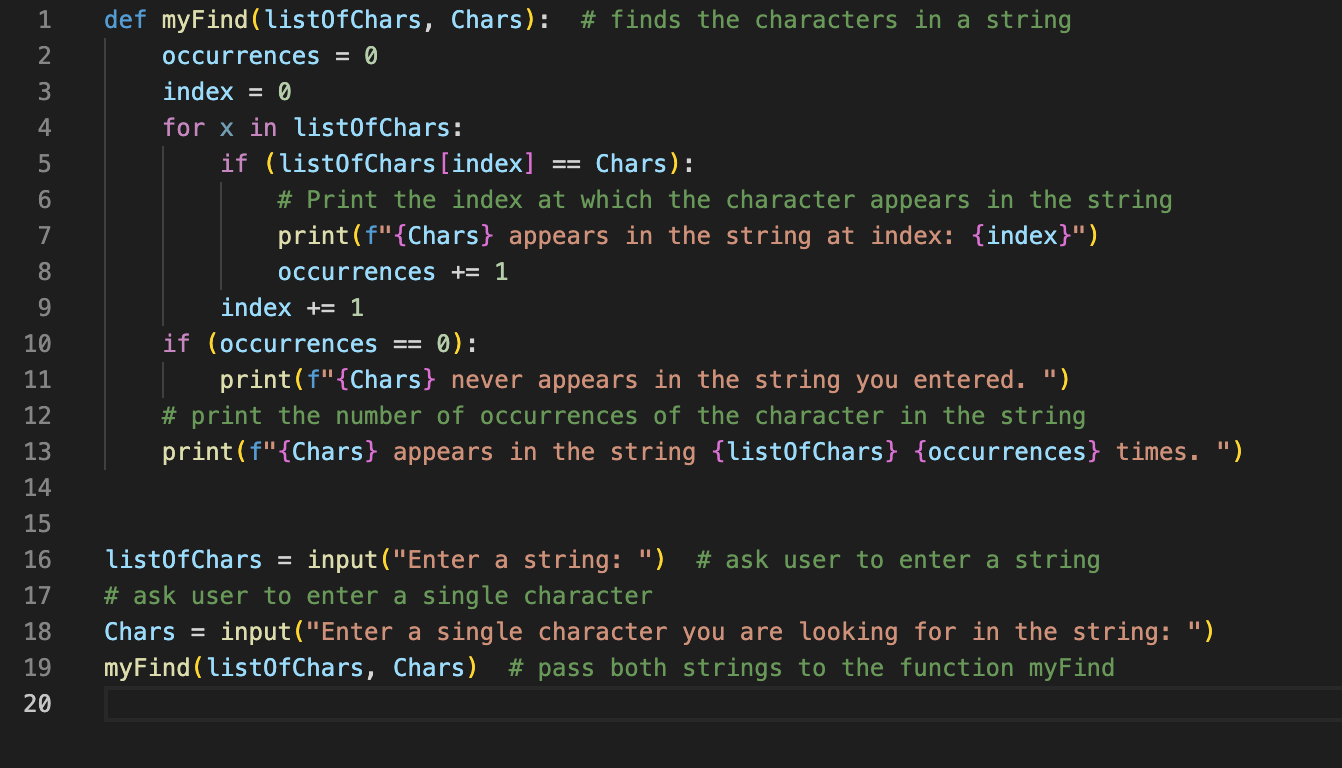 1 def myFind(listOfChars, Chars):  # finds the characters in a string
2     occurrences = 0
3     index = 0
4     for x in listOfChars:
5         if (listOfChars[index] == Chars):
6             # Print the index at which the character appears in the string
7             print(f"{Chars} appears in the string at index: {index}")
8             occurrences += 1
9         index += 1
10     if (occurrences == 0):
11         print(f"{Chars} never appears in the string you entered. ")
12     # print the number of occurrences of the character in the string
13     print(f"{Chars} appears in the string {listOfChars} {occurrences} times. ")
14
15
16 listOfChars = input("Enter a string: ")  # ask user to enter a string
17 # ask user to enter a single character
18 Chars = input("Enter a single character you are looking for in the string: ")
19 myFind(listOfChars, Chars)  # pass both strings to the function myFind
20